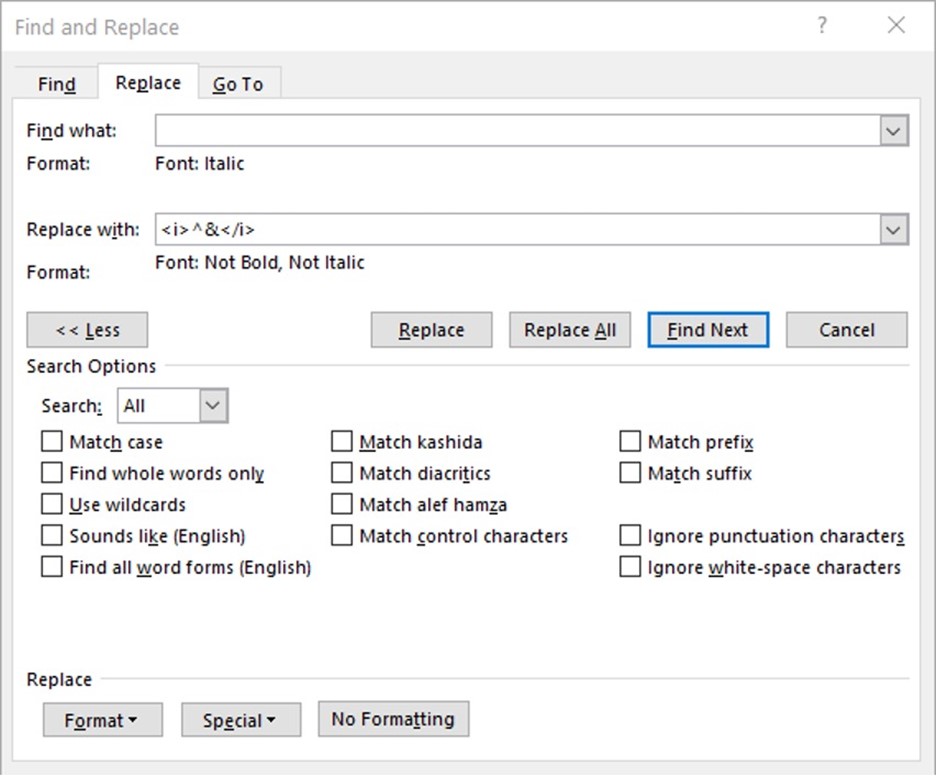 Find and Replace ?
Find Replace Go To
Find what:
Format: Font: Italic
Replace with: <i>^&</i>
Format: Font: Not Bold, Not Italic
<< Less Replace Replace All Find Next Cancel
Search Options
Search: All
Match case Match kashida Match prefix
Find whole words only Match diacritics Match suffix
Use wildcards Match alef hamza
Sounds like (English) Match control characters Ignore punctuation characters
Find all word forms (English) Ignore white-space characters
Replace
Format Special No Formatting